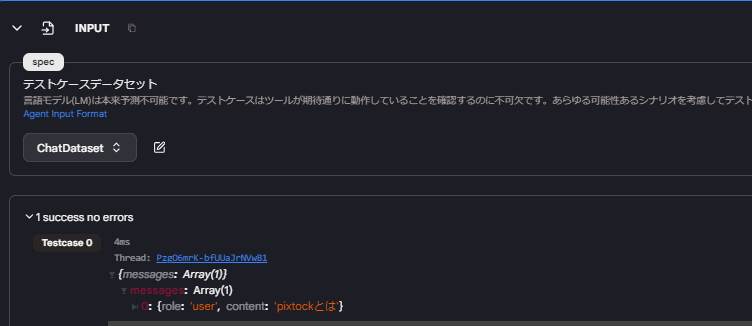 INPUT
spec
テストケースデータセット
言語モデル(LM)は本来予測不可能です。テストケースはツールが期待通りに動作していることを確認するのに不可欠です。あらゆる可能性あるシナリオを考慮してテスト
Agent Input Format
ChatDataset
1 success no errors
Testcase 0 4ms
Thread: PzgO6mrK-bfUUaJrNVwB1
{messages: Array(1)}
messages: Array(1)
0: {role: 'user', content: 'pixtockとは'}